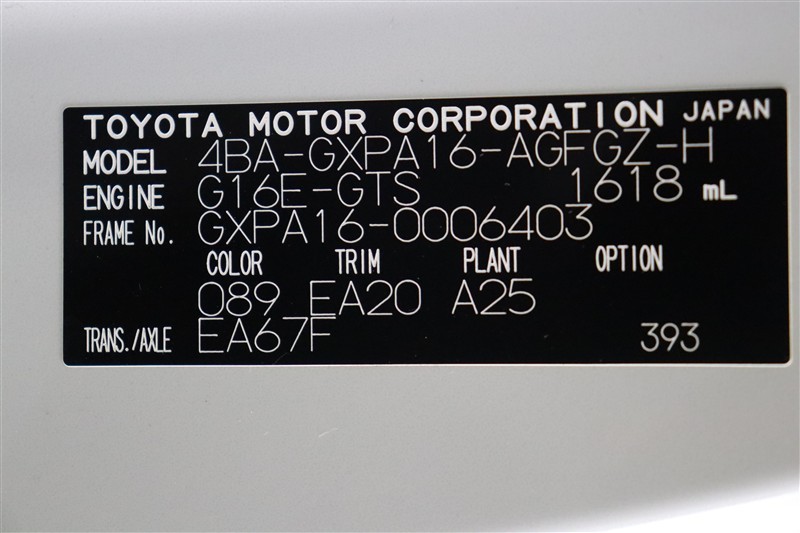 TOYOTA MOTOR CORPORATION JAPAN
MODEL 4BA-GXPA16-AGFGZ-H
ENGINE G16E-GTS 1618 mL
FRAME No. GXPA16-0006403
COLOR TRIM PLANT OPTION
089 EA20 A25
TRANS./AXLE EA67F 393